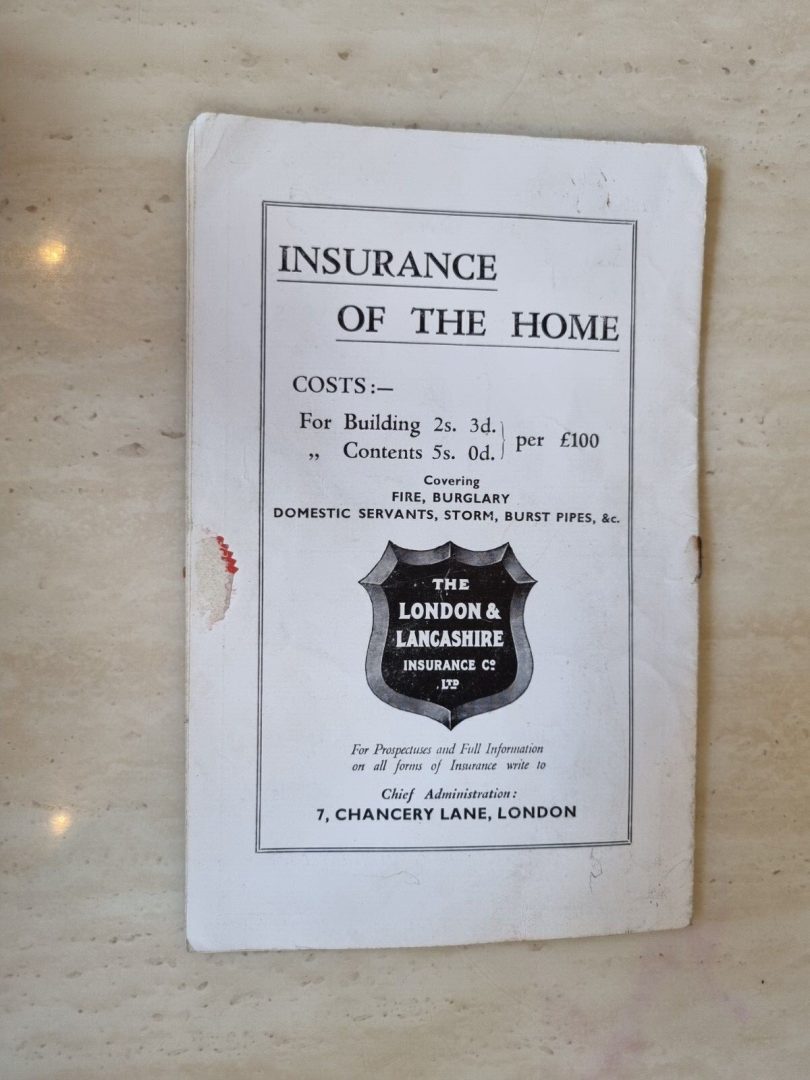 INSURANCE
OF THE HOME
COSTS:—
For Building 2s. 3d.
„ Contents 5s. 0d.
per £100
Covering
FIRE, BURGLARY
DOMESTIC SERVANTS, STORM, BURST PIPES, &c.
THE
LONDON &
LANCASHIRE
INSURANCE Cº
LTD
For Prospectuses and Full Information
on all forms of Insurance write to
Chief Administration:
7, CHANCERY LANE, LONDON